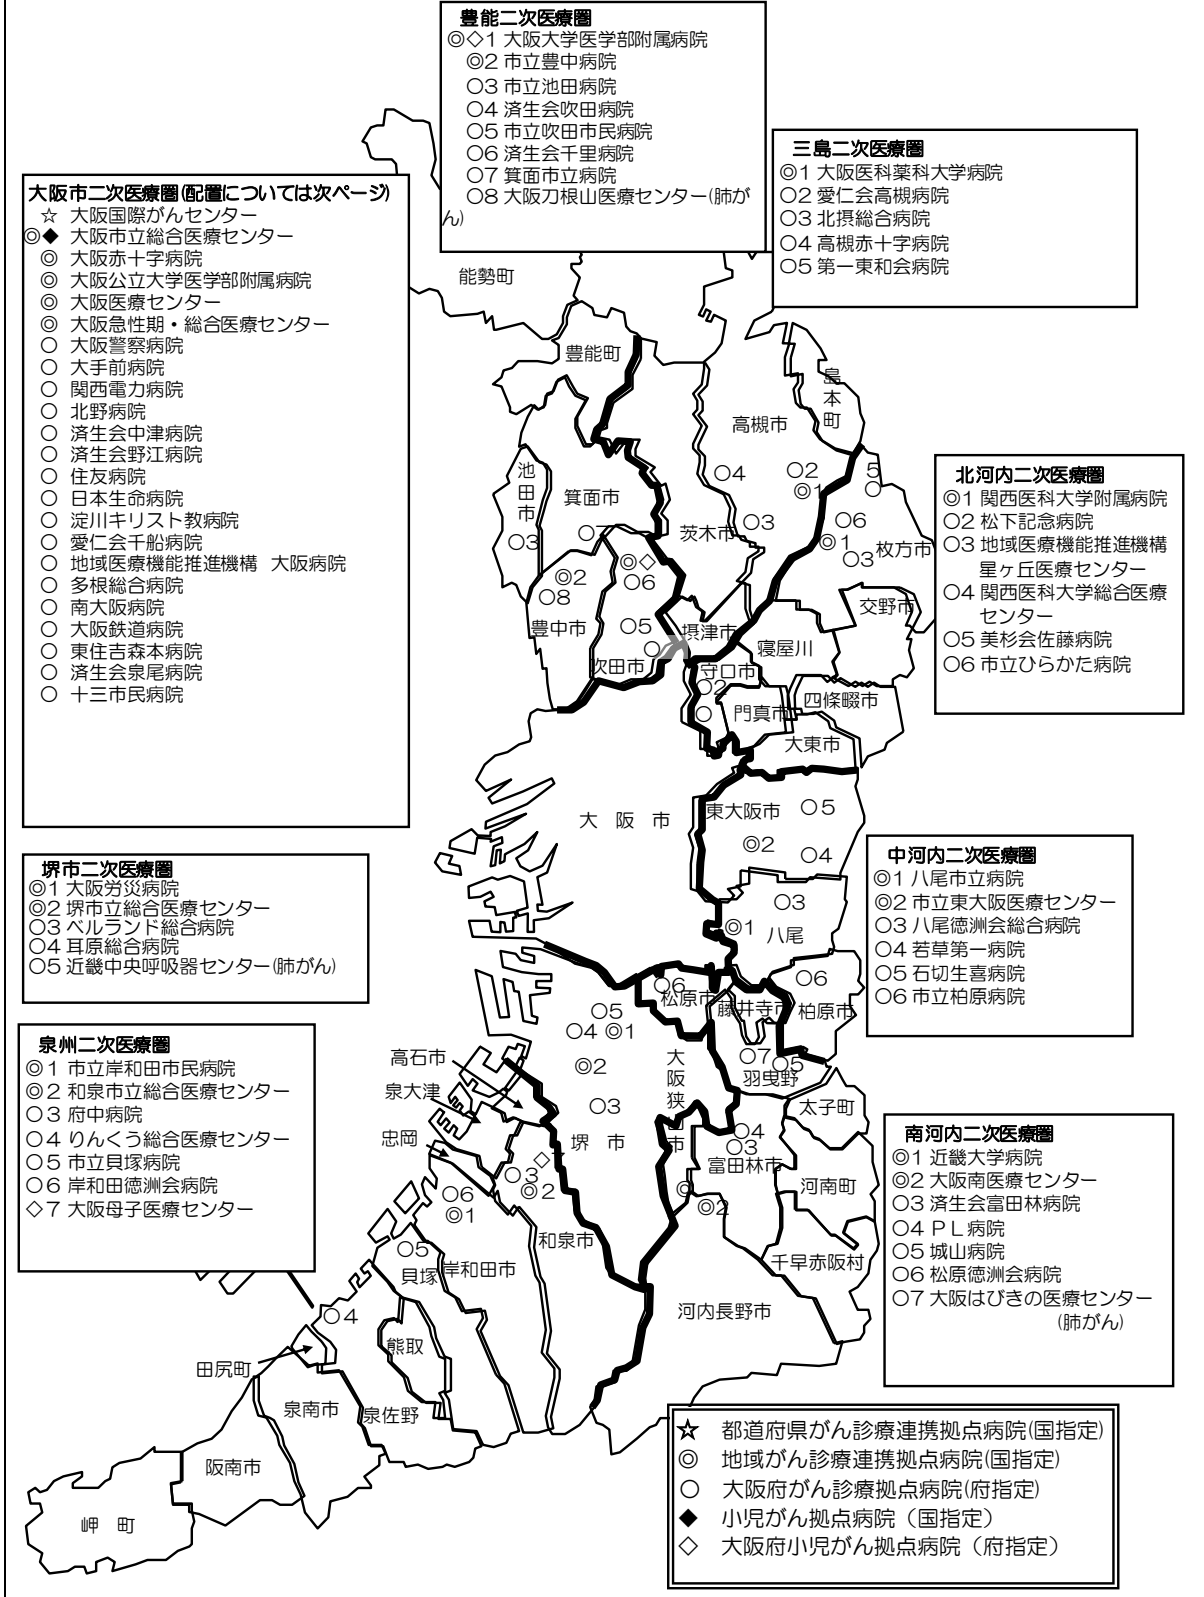 豊能二次医療圏
◎◇1 大阪大学医学部附属病院
◎2 市立豊中病院
○3 市立池田病院
○4 済生会吹田病院
○5 市立吹田市民病院
○6 済生会千里病院
○7 箕面市立病院
○8 大阪刀根山医療センター(肺が
ん)
三島二次医療圏
◎1 大阪医科薬科大学病院
○2 愛仁会高槻病院
○3 北摂総合病院
○4 高槻赤十字病院
○5 第一東和会病院
大阪市二次医療圏(配置については次ページ)
☆ 大阪国際がんセンター
◎◆ 大阪市立総合医療センター
◎ 大阪赤十字病院
◎ 大阪公立大学医学部附属病院
◎ 大阪医療センター
◎ 大阪急性期・総合医療センター
○ 大阪警察病院
○ 大手前病院
○ 関西電力病院
○ 北野病院
○ 済生会中津病院
○ 済生会野江病院
○ 住友病院
○ 日本生命病院
○ 淀川キリスト教病院
○ 愛仁会千船病院
○ 地域医療機能推進機構 大阪病院
○ 多根総合病院
○ 南大阪病院
○ 大阪鉄道病院
○ 東住吉森本病院
○ 済生会泉尾病院
○ 十三市民病院
北河内二次医療圏
◎1 関西医科大学附属病院
○2 松下記念病院
○3 地域医療機能推進機構
星ヶ丘医療センター
○4 関西医科大学総合医療
センター
○5 美杉会佐藤病院
○6 市立ひらかた病院
堺市二次医療圏
◎1 大阪労災病院
◎2 堺市立総合医療センター
○3 ベルランド総合病院
○4 耳原総合病院
○5 近畿中央呼吸器センター(肺がん)
中河内二次医療圏
◎1 八尾市立病院
◎2 市立東大阪医療センター
○3 八尾徳洲会総合病院
○4 若草第一病院
○5 石切生喜病院
○6 市立柏原病院
泉州二次医療圏
◎1 市立岸和田市民病院
◎2 和泉市立総合医療センター
○3 府中病院
○4 りんくう総合医療センター
○5 市立貝塚病院
○6 岸和田徳洲会病院
◇7 大阪母子医療センター
南河内二次医療圏
◎1 近畿大学病院
◎2 大阪南医療センター
○3 済生会富田林病院
○4 ＰＬ病院
○5 城山病院
○6 松原徳洲会病院
○7 大阪はびきの医療センター
(肺がん)
能勢町
豊能町
島本町
高槻市
○4
○2
◎1
○3
池田市
○3
箕面市
○7
茨木市
5
○
○6
◎1
○3
枚方市
◎◇
○6
◎2
○8
豊中市
○5
○
吹田市
摂津市
交野市
寝屋川
守口市
○2
○
門真市
四條畷市
大東市
大 阪 市
東大阪市
○5
◎2
○4
○3
◎1
八尾
○6
柏原市
○6
松原市
藤井寺市
○5
○4 ◎1
◎2
○3
堺 市
大阪狭山市
○7
○5
羽曳野
太子町
高石市
泉大津
忠岡
○4
○3
富田林市
河南町
◎
◎2
千早赤阪村
河内長野市
◇7
○3
◎2
和泉市
○6
◎1
岸和田市
○5
貝塚
熊取
○4
田尻町
泉佐野
泉南市
阪南市
岬 町
☆ 都道府県がん診療連携拠点病院(国指定)
◎ 地域がん診療連携拠点病院(国指定)
○ 大阪府がん診療拠点病院(府指定)
◆ 小児がん拠点病院（国指定）
◇ 大阪府小児がん拠点病院（府指定）